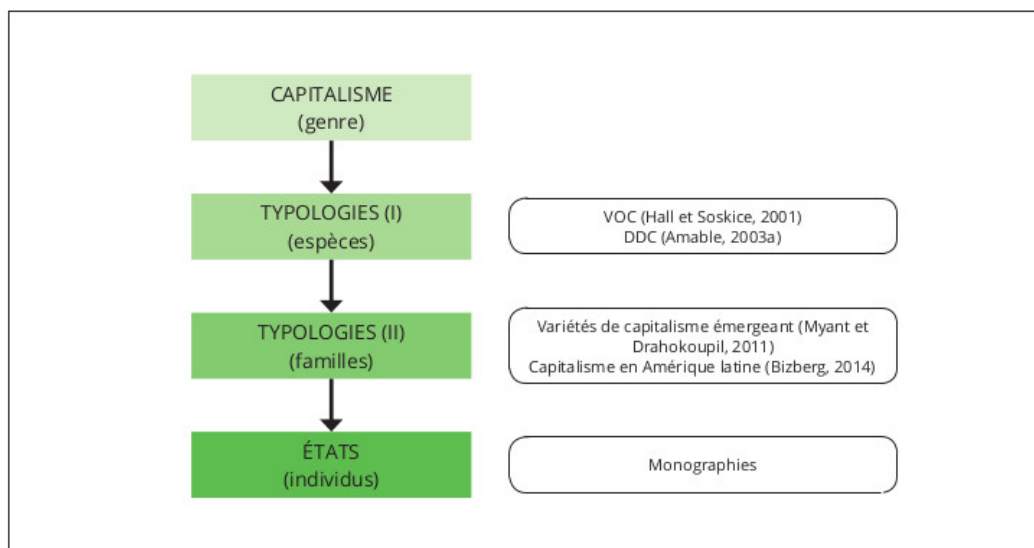 CAPITALISME
(genre)
TYPOLOGIES (I)
(espèces)
VOC (Hall et Soskice, 2001)
DDC (Amable, 2003a)
TYPOLOGIES (II)
(familles)
Variétés de capitalisme émergeant (Myant et
Drahokoupil, 2011)
Capitalisme en Amérique latine (Bizberg, 2014)
ÉTATS
(individus)
Monographies